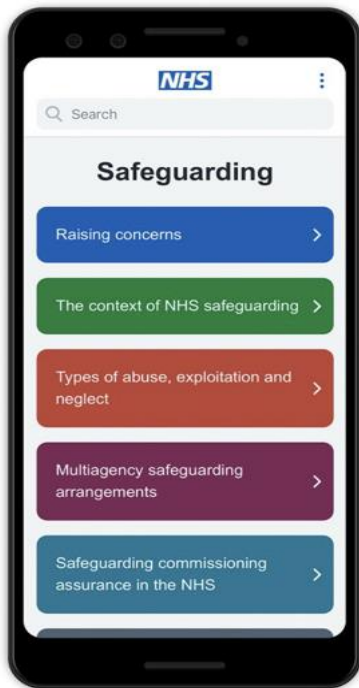 NHS
Search
Safeguarding
Raising concerns
The context of NHS safeguarding
Types of abuse, exploitation and
neglect
Multiagency safeguarding
arrangements
Safeguarding commissioning
assurance in the NHS